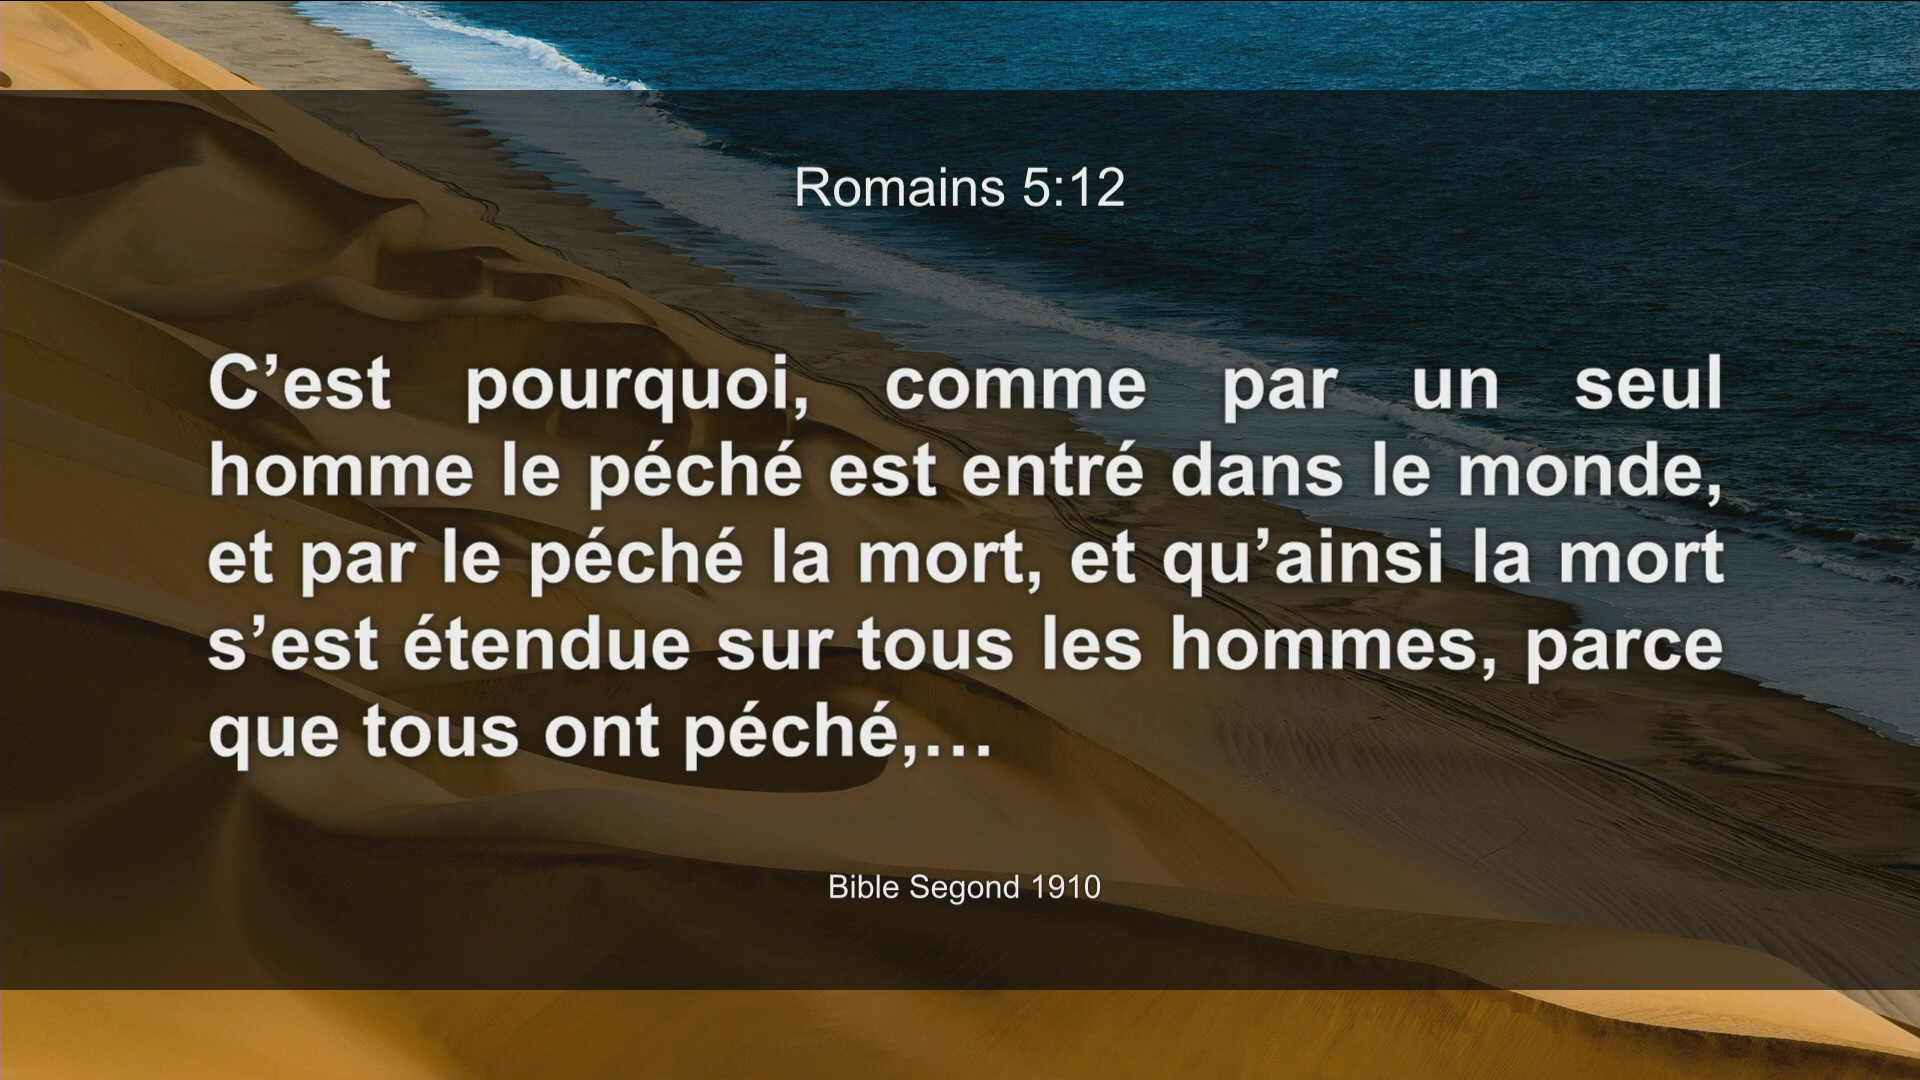 Romains 5:12
C’est pourquoi, comme par un seul
homme le péché est entré dans le monde,
et par le péché la mort, et qu’ainsi la mort
s’est étendue sur tous les hommes, parce
que tous ont péché,…
Bible Segond 1910